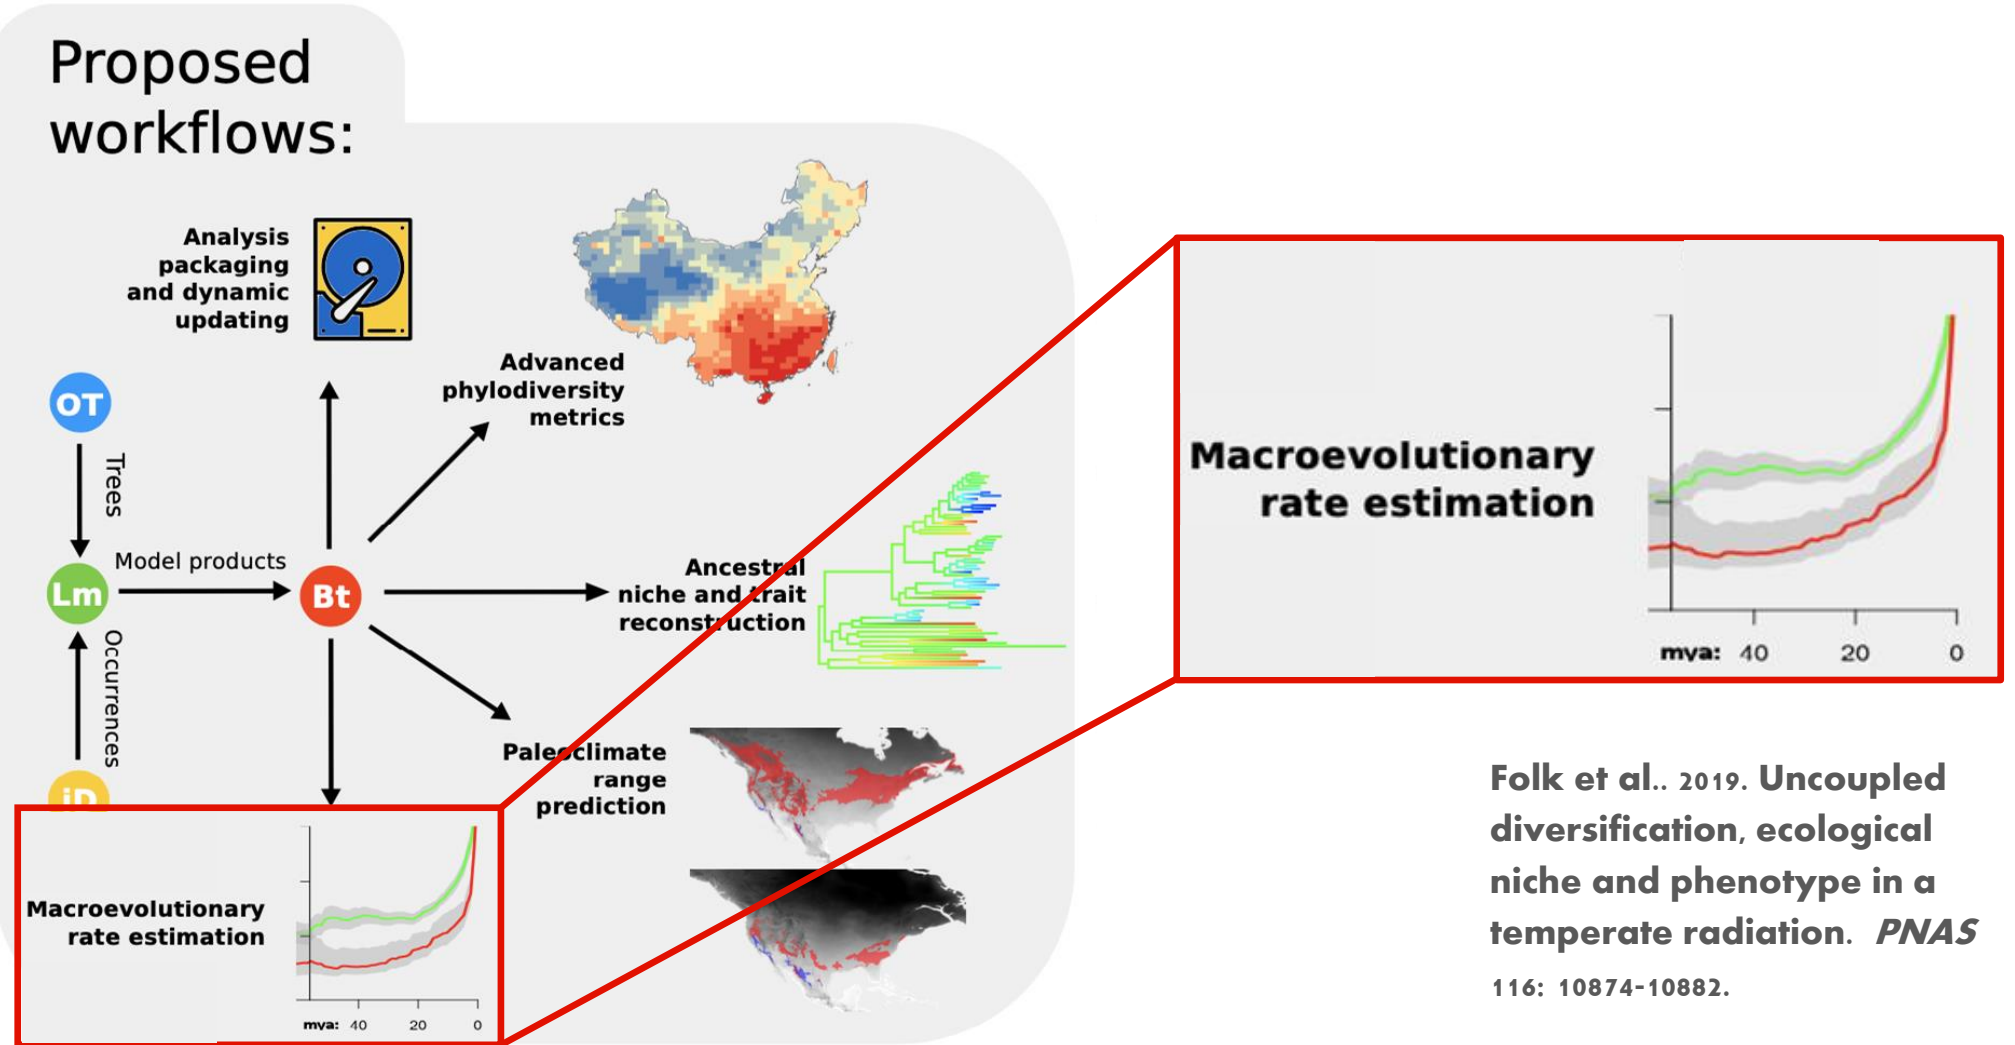 Proposed
workflows:
Analysis
packaging
and dynamic
updating
Advanced
phylodiversity
metrics
OT
Trees
Model products
Lm
Bt
Occurrences
iD
Ancestral
niche and trait
reconstruction
Paleoclimate
range
prediction
Macroevolutionary
rate estimation
mya: 40 20 0
Macroevolutionary
rate estimation
mya: 40 20 0
Folk et al.. 2019. Uncoupled
diversification, ecological
niche and phenotype in a
temperate radiation. PNAS
116: 10874-10882.